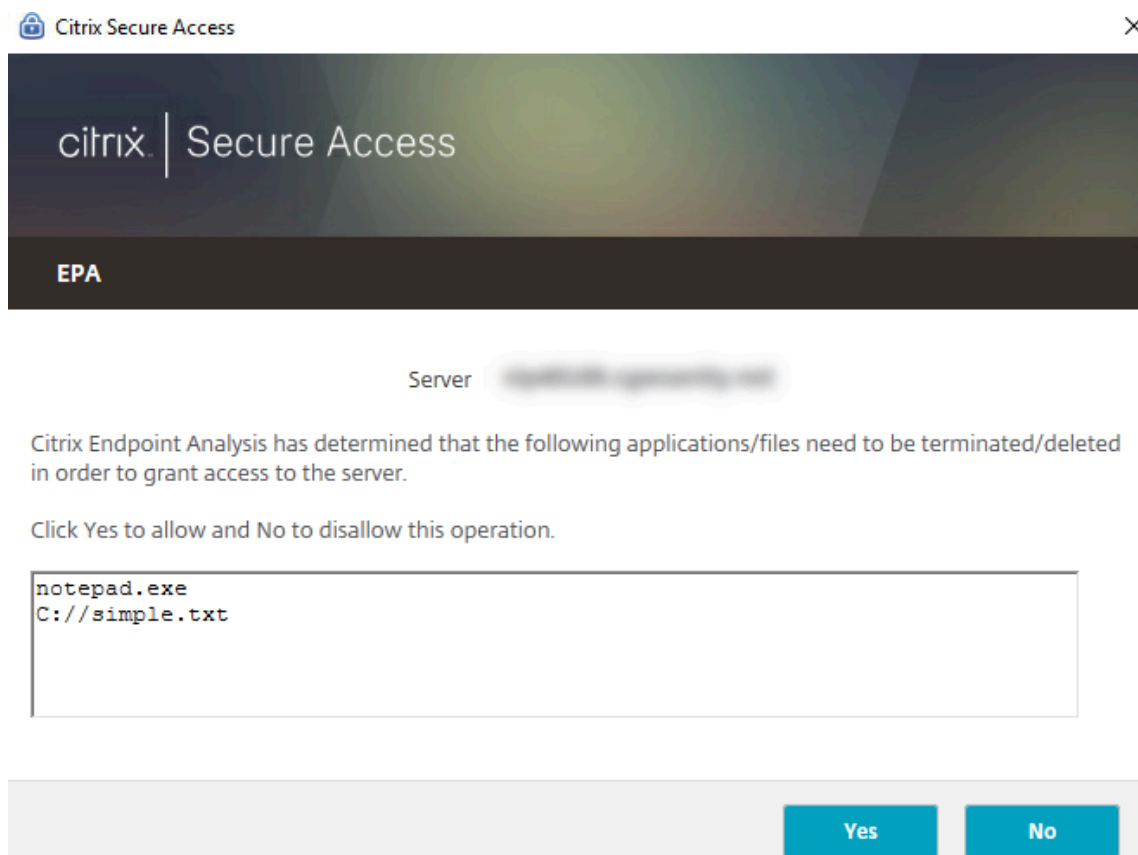 Citrix Secure Access
citrix | Secure Access
EPA
Server
Citrix Endpoint Analysis has determined that the following applications/files need to be terminated/deleted
in order to grant access to the server.
Click Yes to allow and No to disallow this operation.
notepad.exe
C://simple.txt
Yes No